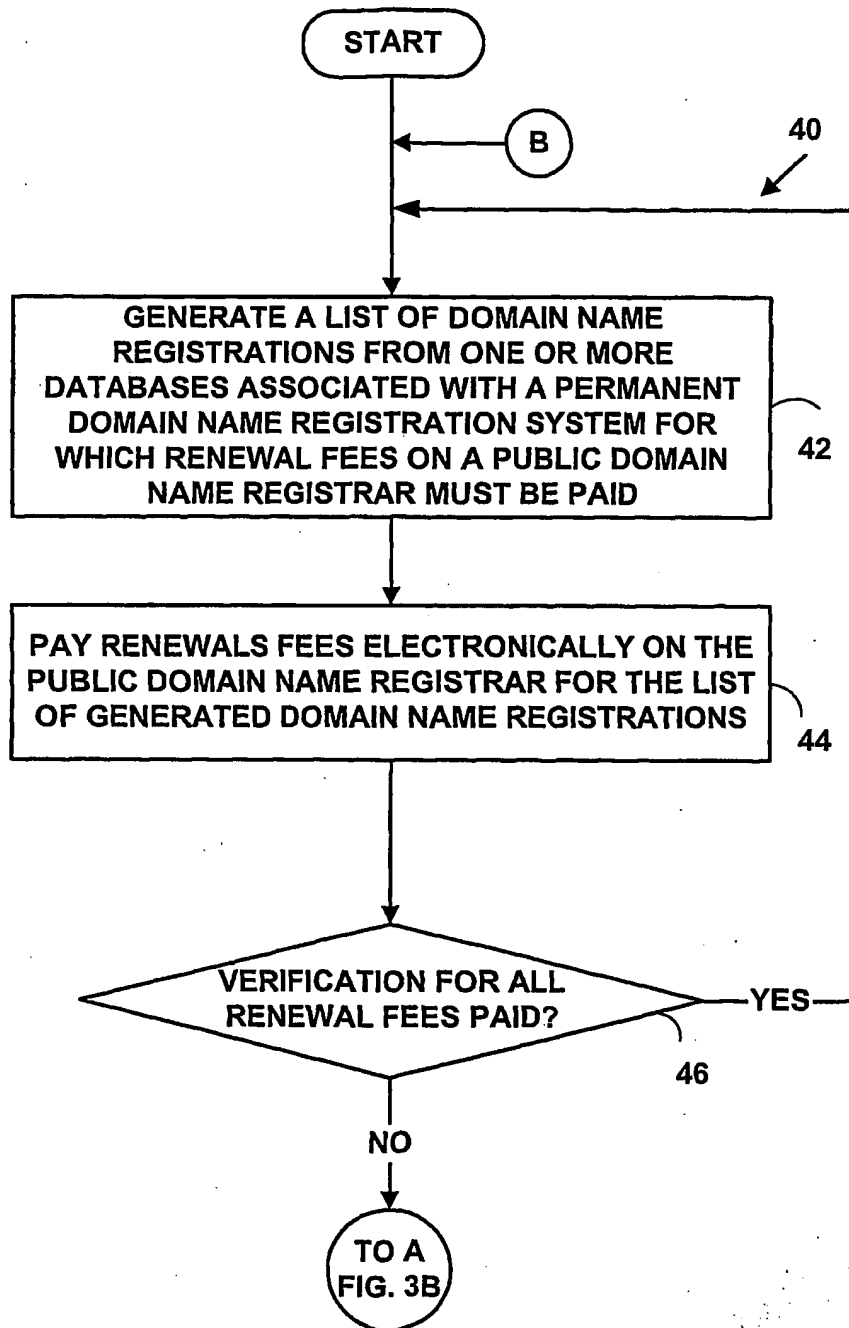 START
B
40
GENERATE A LIST OF DOMAIN NAME
REGISTRATIONS FROM ONE OR MORE
DATABASES ASSOCIATED WITH A PERMANENT
DOMAIN NAME REGISTRATION SYSTEM FOR
WHICH RENEWAL FEES ON A PUBLIC DOMAIN
NAME REGISTRAR MUST BE PAID
42
PAY RENEWALS FEES ELECTRONICALLY ON THE
PUBLIC DOMAIN NAME REGISTRAR FOR THE LIST
OF GENERATED DOMAIN NAME REGISTRATIONS
44
VERIFICATION FOR ALL
RENEWAL FEES PAID?
YES
46
NO
TO A
FIG. 3B